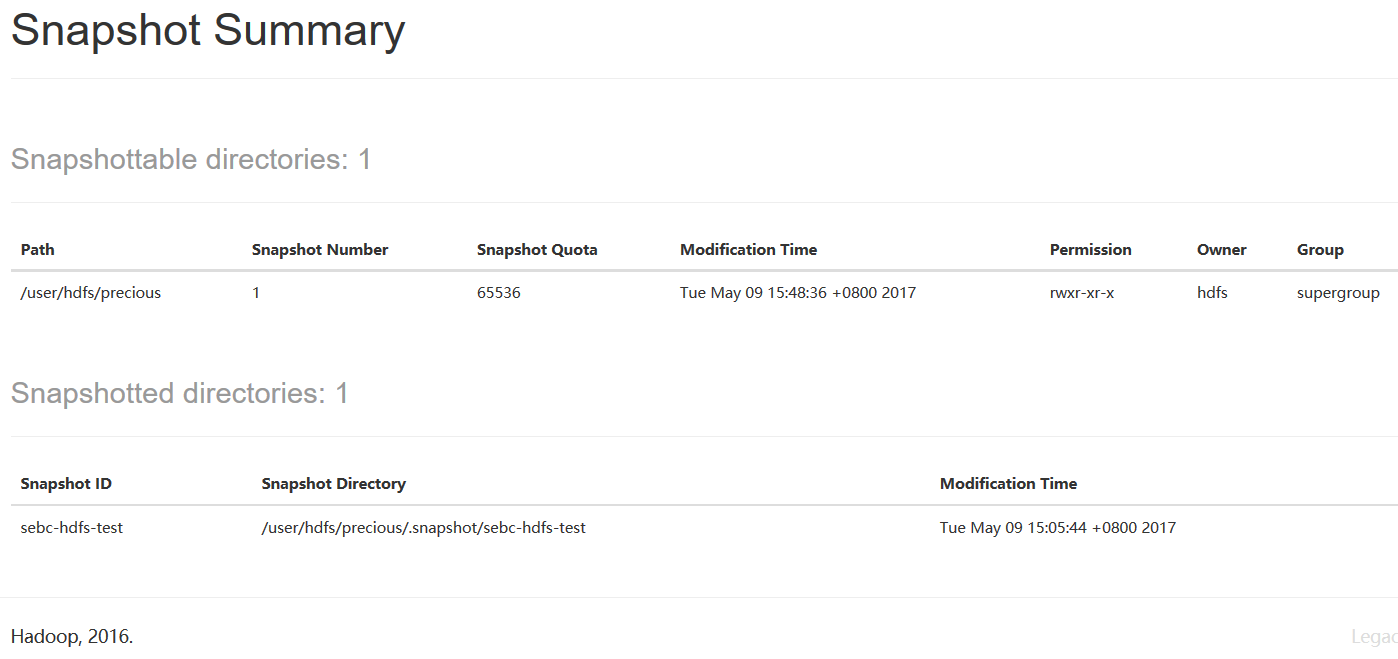 Snapshot Summary
Snapshottable directories: 1
Path Snapshot Number Snapshot Quota Modification Time Permission Owner Group
/user/hdfs/precious 1 65536 Tue May 09 15:48:36 +0800 2017 rwxr-xr-x hdfs supergroup
Snapshotted directories: 1
Snapshot ID Snapshot Directory Modification Time
sebc-hdfs-test /user/hdfs/precious/.snapshot/sebc-hdfs-test Tue May 09 15:05:44 +0800 2017
Hadoop, 2016. Legac